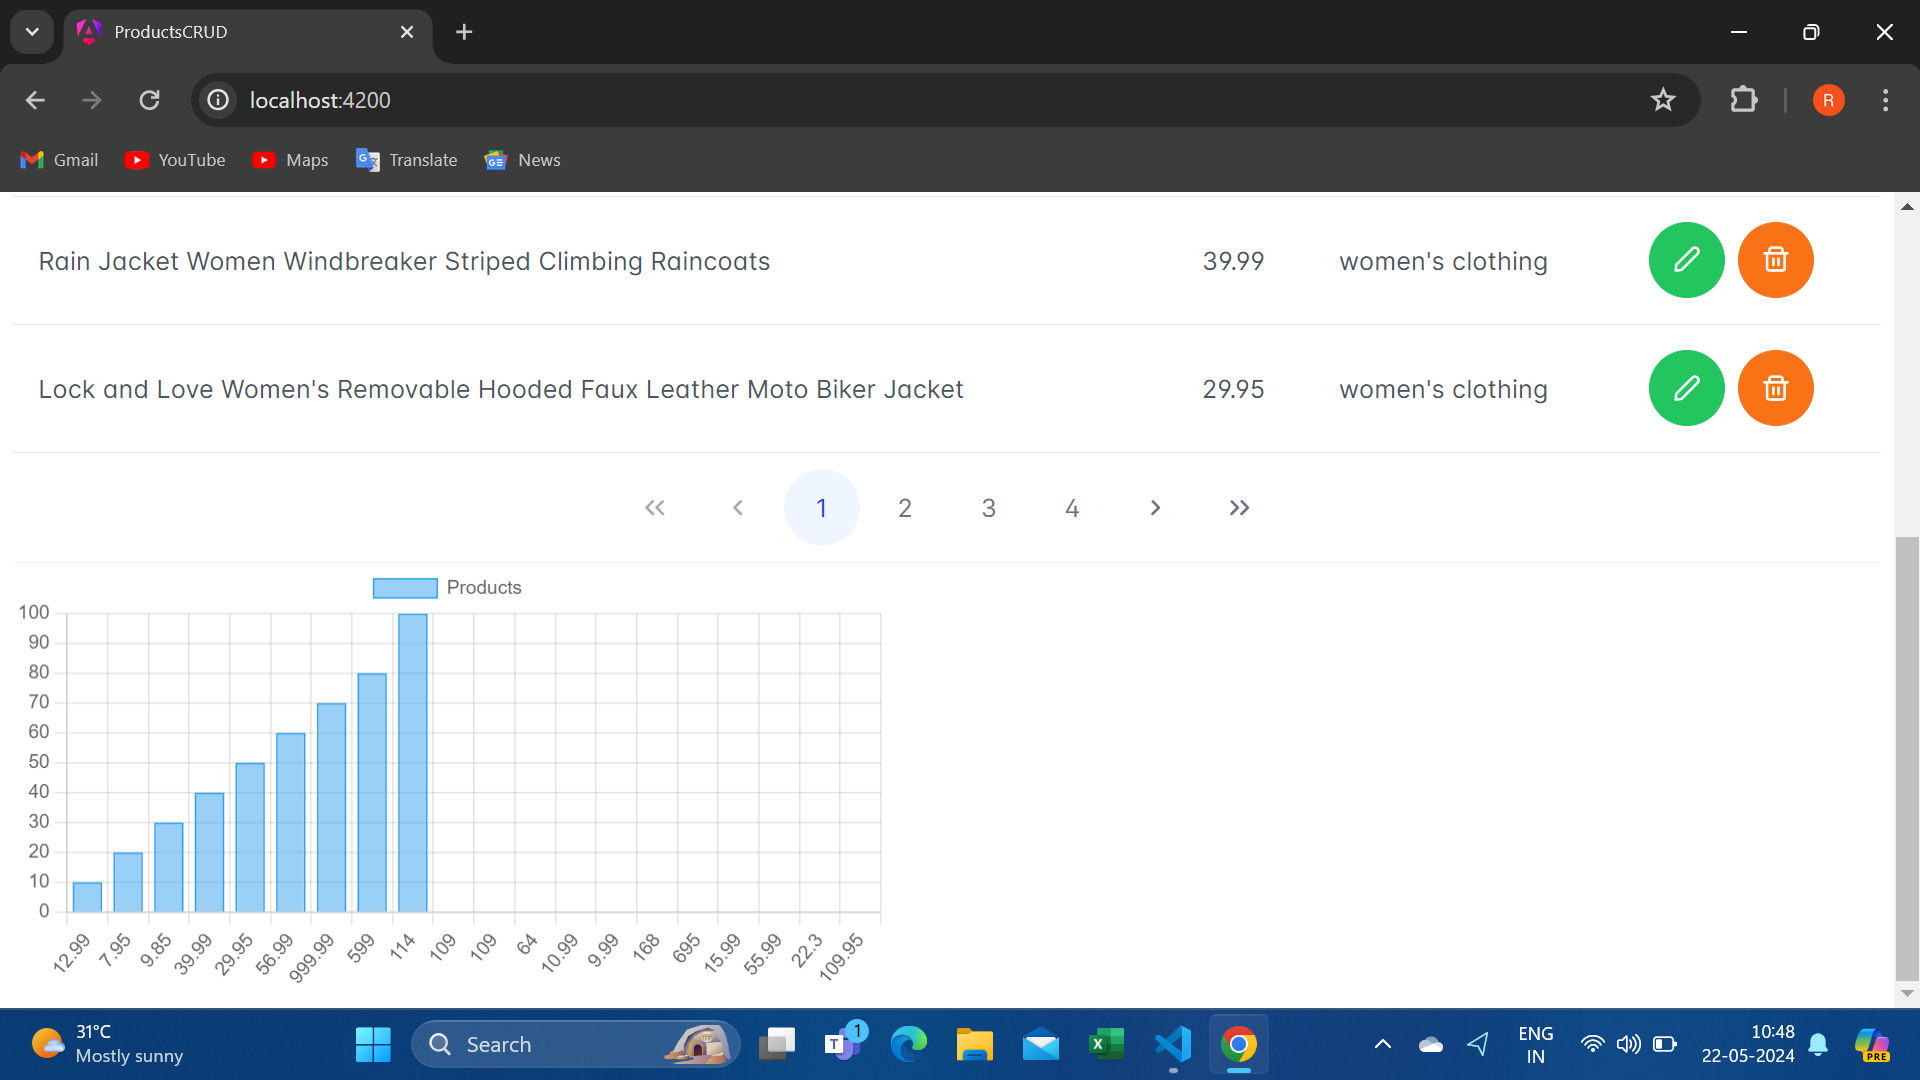 ProductsCRUD
localhost:4200
R
Gmail YouTube Maps Translate News
Rain Jacket Women Windbreaker Striped Climbing Raincoats 39.99 women's clothing
Lock and Love Women's Removable Hooded Faux Leather Moto Biker Jacket 29.95 women's clothing
1 2 3 4
Products
100
90
80
70
60
50
40
30
20
10
0
12.99 7.95 9.85 39.99 29.95 56.99 999.99 599 114 109 109 64 10.99 9.99 168 695 15.99 55.99 22.3 109.95
31°C
Mostly sunny
Search
1
ENG
IN
10:48
22-05-2024
PRE